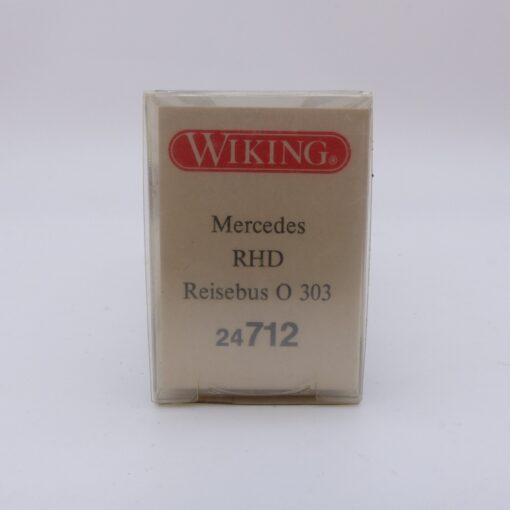 WIKING®
Mercedes
RHD
Reisebus O 303
24712